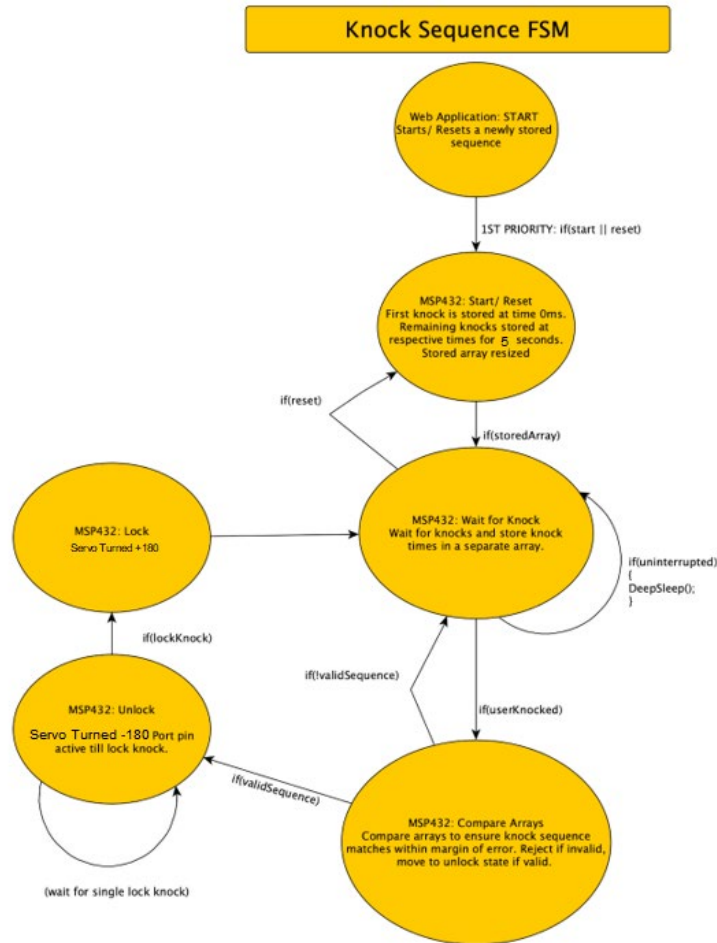 Knock Sequence FSM
Web Application: START
Starts/ Resets a newly stored
sequence
1ST PRIORITY: if(start || reset)
MSP432: Start/ Reset
First knock is stored at time 0ms.
Remaining knocks stored at
respective times for 5 seconds.
Stored array resized
if(reset)
if(storedArray)
MSP432: Lock
Servo Turned +180
MSP432: Wait for Knock
Wait for knocks and store knock
times in a separate array.
if(uninterrupted)
{
DeepSleep();
}
if(lockKnock)
if(!validSequence)
if(userKnocked)
MSP432: Unlock
Servo Turned -180 Port pin
active till lock knock.
if(validSequence)
MSP432: Compare Arrays
Compare arrays to ensure knock sequence
matches within margin of error. Reject if invalid,
move to unlock state if valid.
(wait for single lock knock)